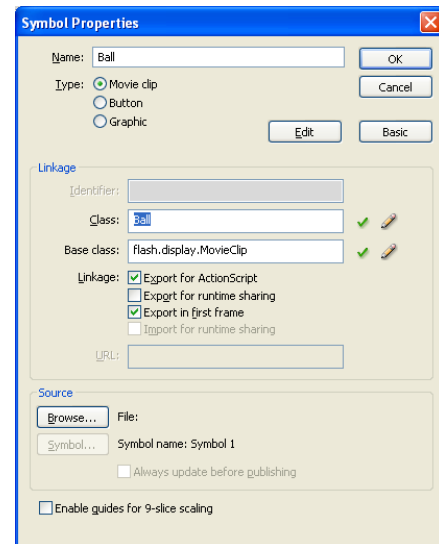 Symbol Properties
Name: Ball OK
Type: Movie clip Cancel
Button
Graphic Edit Basic
Linkage
Identifier:
Class: Ball
Base class: flash.display.MovieClip
Linkage: Export for ActionScript
Export for runtime sharing
Export in first frame
Import for runtime sharing
URL:
Source
Browse... File:
Symbol... Symbol name: Symbol 1
Always update before publishing
Enable guides for 9-slice scaling